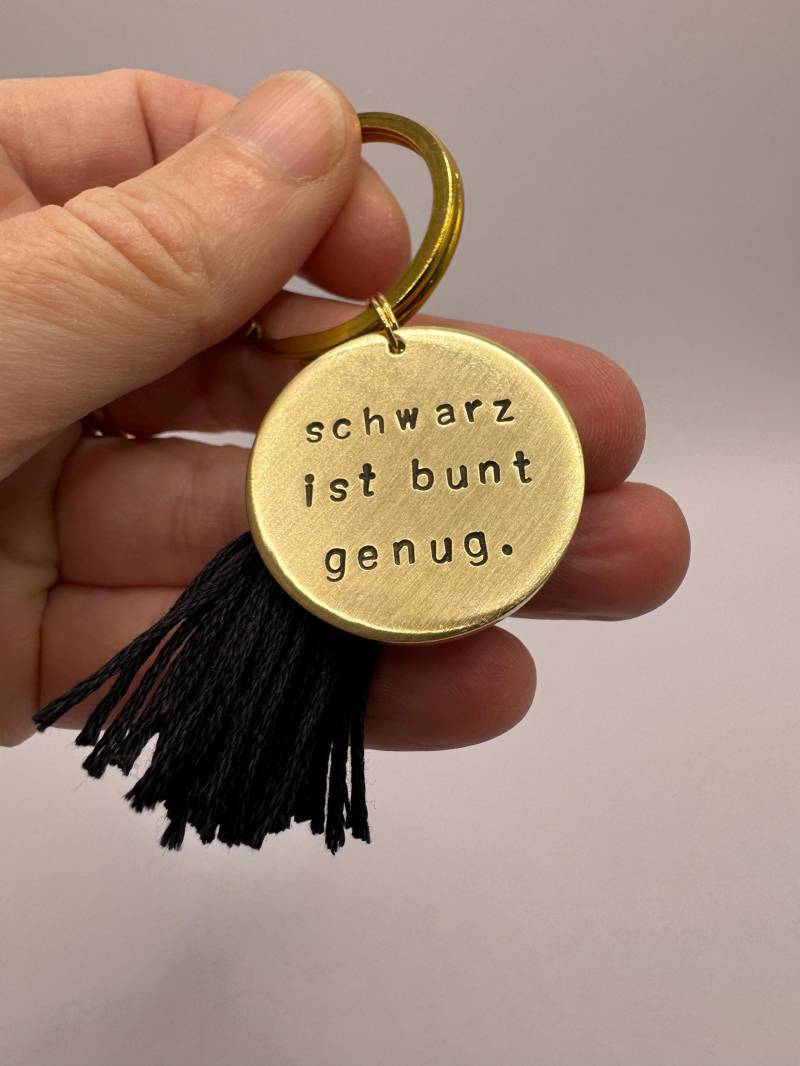 schwarz
ist bunt
genug.